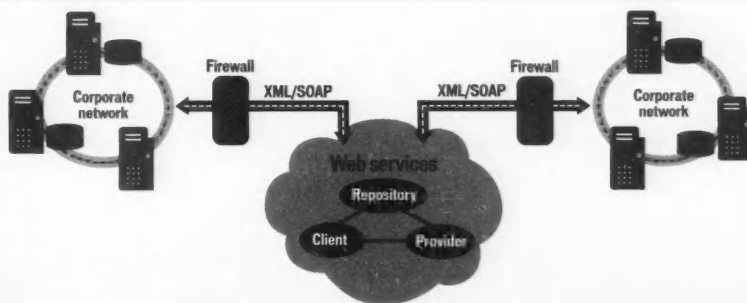 Firewall
XML/SOAP
Corporate
network
Firewall
XML/SOAP
Corporate
network
Web services
Repository
Client
Provider